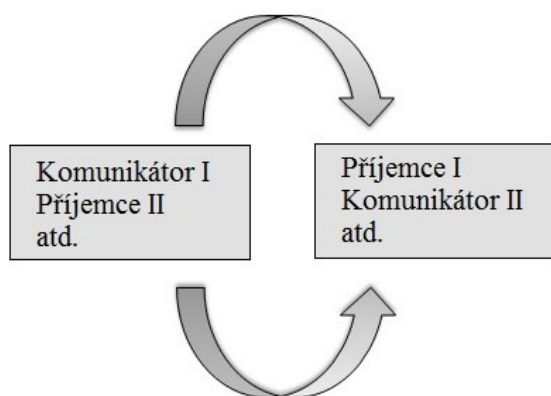 Komunikátor I
Příjemce II
atd.
Příjemce I
Komunikátor II
atd.